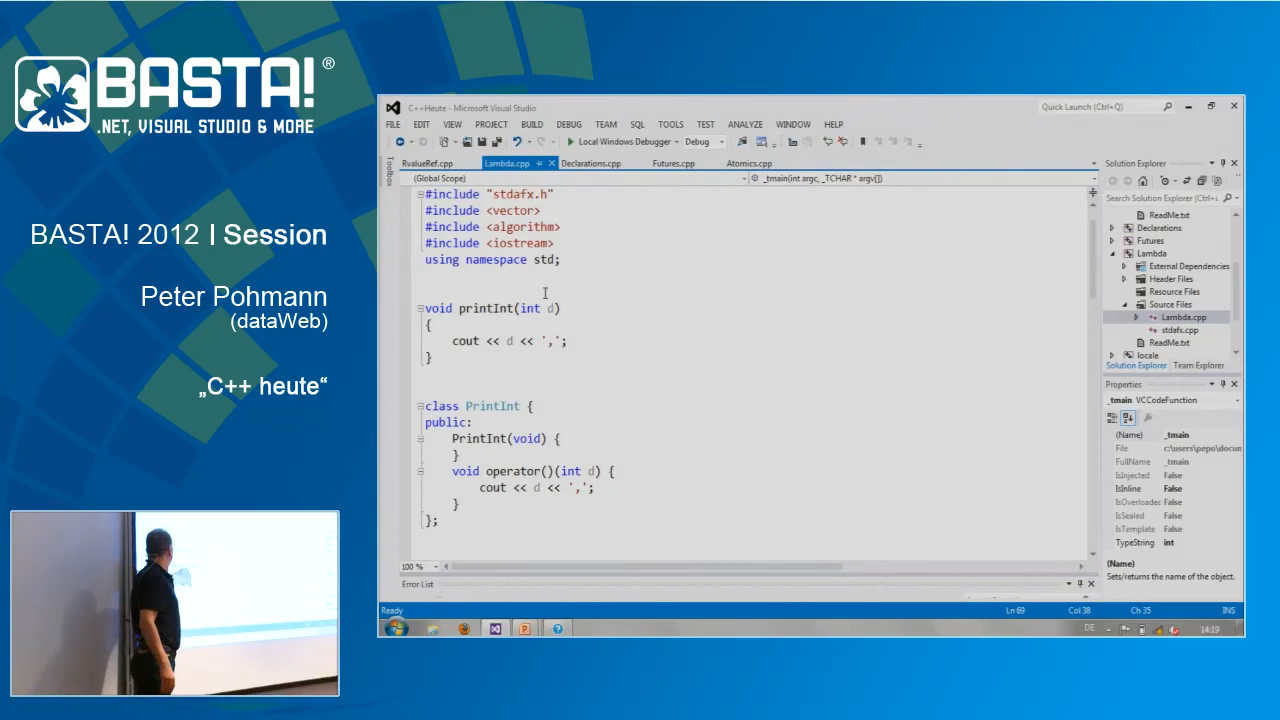 BASTA! ®
.NET, VISUAL STUDIO & MORE
BASTA! 2012 | Session
Peter Pohmann
(dataWeb)
„C++ heute“
C++Heute - Microsoft Visual Studio
Quick Launch (Ctrl+Q)
FILE EDIT VIEW PROJECT BUILD DEBUG TEAM SQL TOOLS TEST ANALYZE WINDOW HELP
Local Windows Debugger Debug
Toolbox
RvalueRef.cpp Lambda.cpp Declarations.cpp Futures.cpp Atomics.cpp
(Global Scope) _tmain(int argc, _TCHAR * argv[])
#include "stdafx.h"
#include <vector>
#include <algorithm>
#include <iostream>
using namespace std;
void printInt(int d)
{
cout << d << ',';
}
class PrintInt {
public:
PrintInt(void) {
}
void operator()(int d) {
cout << d << ',';
}
};
100 %
Error List
Solution Explorer
Search Solution Explorer (Ctrl+
ReadMe.txt
Declarations
Futures
Lambda
External Dependencies
Header Files
Resource Files
Source Files
Lambda.cpp
stdafx.cpp
ReadMe.txt
locale
Solution Explorer Team Explorer
Properties
_tmain VCCodeFunction
(Name) _tmain
File c:\users\pepo\docum
FullName _tmain
IsInjected False
IsInline False
IsOverloaded False
IsSealed False
IsTemplate False
TypeString int
(Name)
Sets/returns the name of the object.
Ready Ln 69 Col 38 Ch 35 INS
DE 14:19